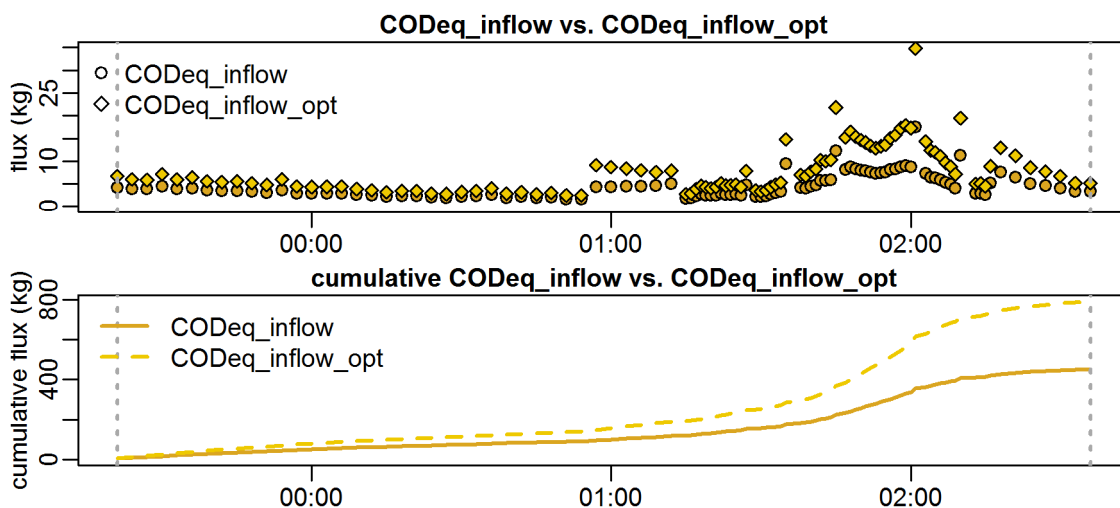 CODeq_inflow vs. CODeq_inflow_opt
flux (kg)
0
10
25
CODeq_inflow
CODeq_inflow_opt
00:00
01:00
02:00
cumulative CODeq_inflow vs. CODeq_inflow_opt
cumulative flux (kg)
0
400
800
CODeq_inflow
CODeq_inflow_opt
00:00
01:00
02:00